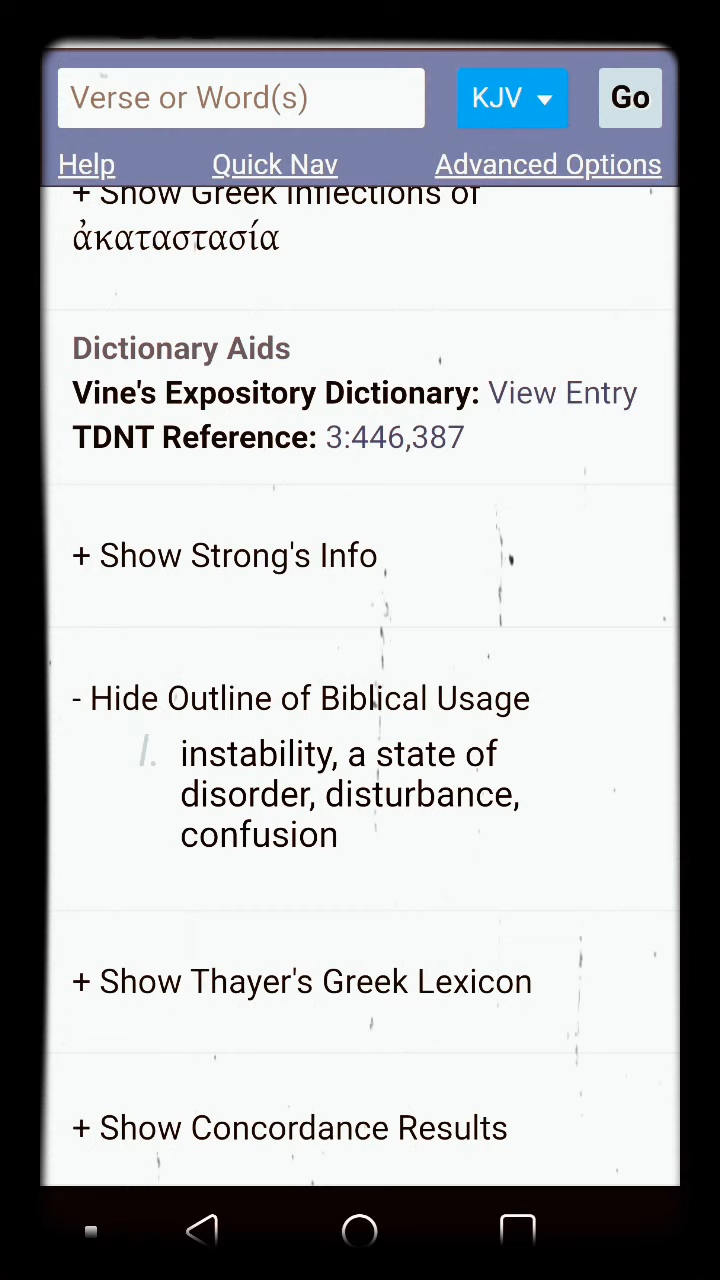 Verse or Word(s)
KJV
Go
Help
Quick Nav
Advanced Options
+ Show Greek Inflections of
ἀκαταστασία
Dictionary Aids
Vine's Expository Dictionary: View Entry
TDNT Reference: 3:446,387
+ Show Strong's Info
- Hide Outline of Biblical Usage
I. instability, a state of
disorder, disturbance,
confusion
+ Show Thayer's Greek Lexicon
+ Show Concordance Results